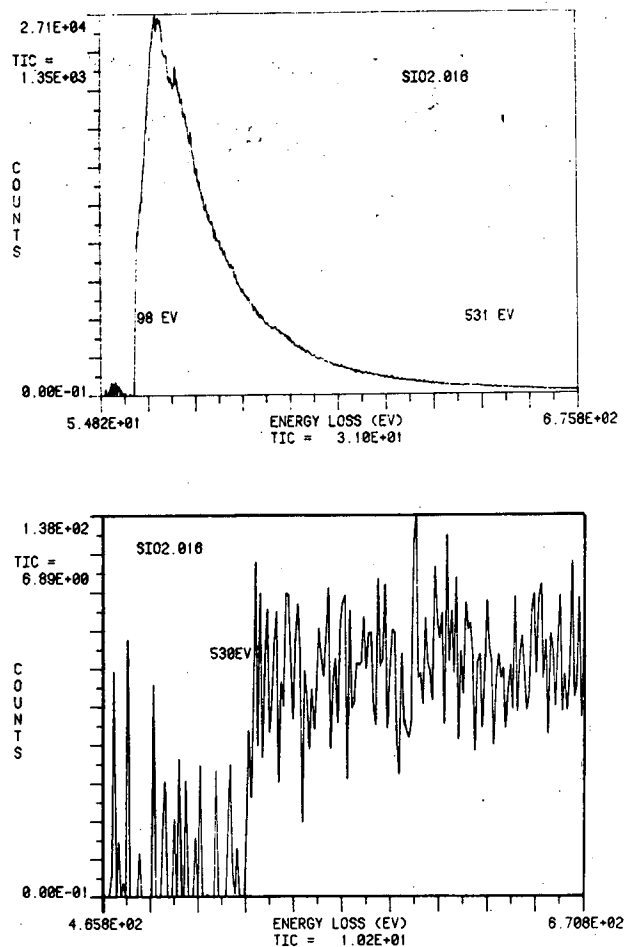 2.71E+04
TIC =
1.35E+03
SIO2.016
COUNTS
98 EV
531 EV
0.00E-01
5.482E+01
ENERGY LOSS (EV)
6.758E+02
TIC = 3.10E+01
1.38E+02
SIO2.016
TIC =
6.89E+00
530EV
COUNTS
0.00E-01
4.658E+02
ENERGY LOSS (EV)
6.708E+02
TIC = 1.02E+01